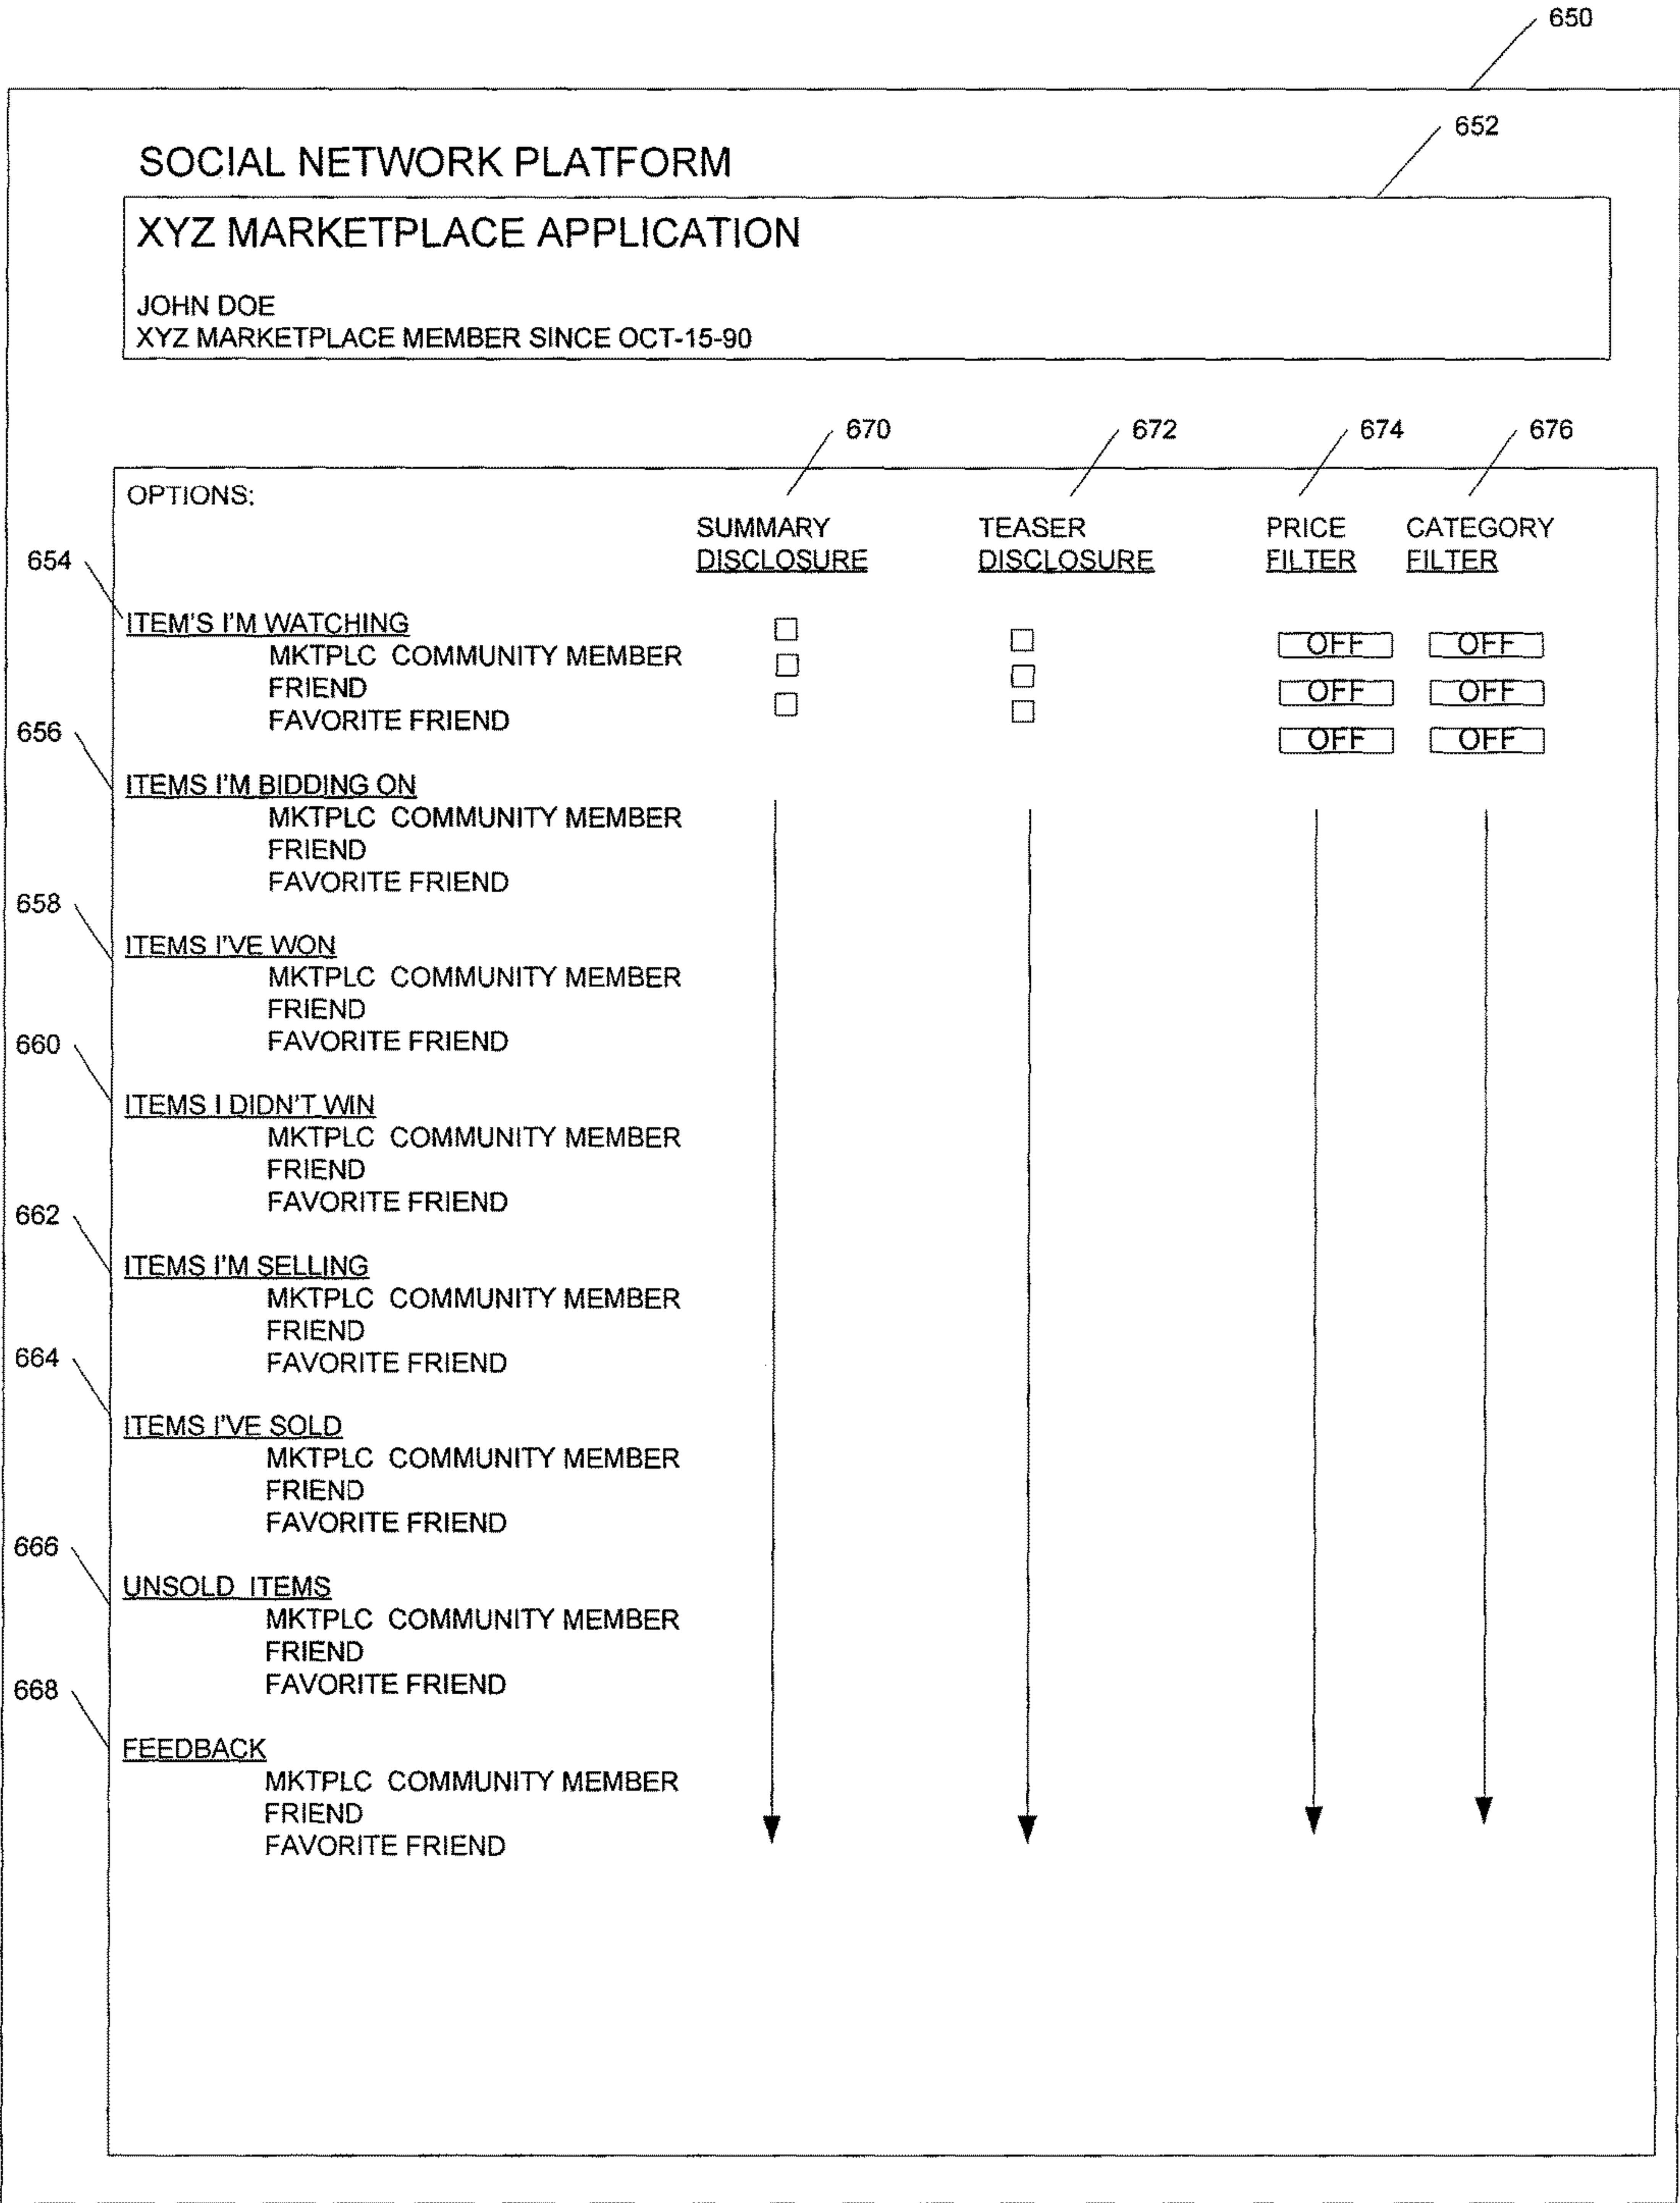 650
652
SOCIAL NETWORK PLATFORM
XYZ MARKETPLACE APPLICATION
JOHN DOE
XYZ MARKETPLACE MEMBER SINCE OCT-15-90
670 672 674 676
OPTIONS:
SUMMARY TEASER PRICE CATEGORY
DISCLOSURE DISCLOSURE FILTER FILTER
654
ITEM'S I'M WATCHING
MKTPLC COMMUNITY MEMBER OFF OFF
FRIEND OFF OFF
FAVORITE FRIEND OFF OFF
656
ITEMS I'M BIDDING ON
MKTPLC COMMUNITY MEMBER
FRIEND
FAVORITE FRIEND
658
ITEMS I'VE WON
MKTPLC COMMUNITY MEMBER
FRIEND
FAVORITE FRIEND
660
ITEMS I DIDN'T WIN
MKTPLC COMMUNITY MEMBER
FRIEND
FAVORITE FRIEND
662
ITEMS I'M SELLING
MKTPLC COMMUNITY MEMBER
FRIEND
FAVORITE FRIEND
664
ITEMS I'VE SOLD
MKTPLC COMMUNITY MEMBER
FRIEND
FAVORITE FRIEND
666
UNSOLD ITEMS
MKTPLC COMMUNITY MEMBER
FRIEND
FAVORITE FRIEND
668
FEEDBACK
MKTPLC COMMUNITY MEMBER
FRIEND
FAVORITE FRIEND